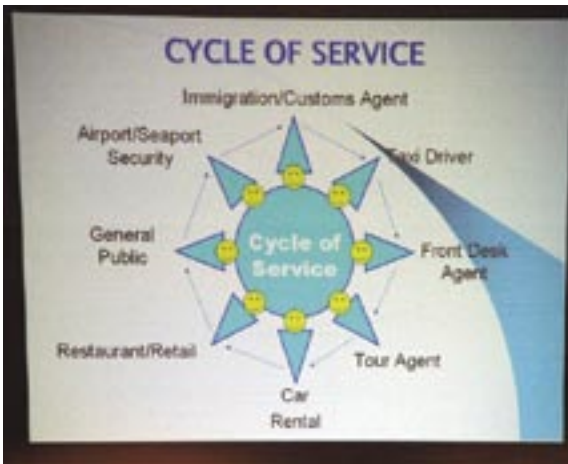 CYCLE OF SERVICE
Immigration/Customs Agent
Airport/Seaport
Security
Taxi Driver
General
Public
Cycle of
Service
Front Desk
Agent
Restaurant/Retail
Tour Agent
Car
Rental